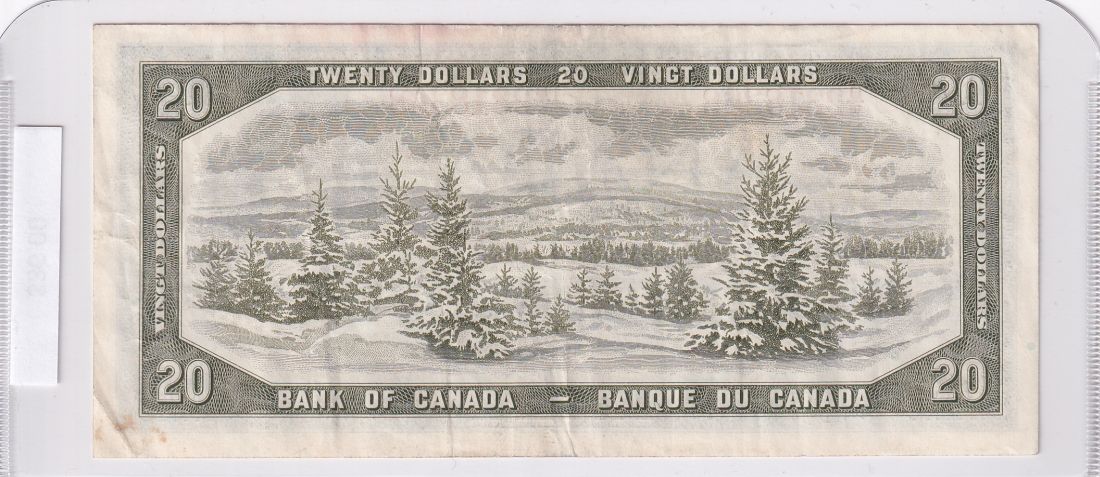 TWENTY DOLLARS 20 VINGT DOLLARS
20
20
VINGT DOLLARS
TWENTY DOLLARS
20
20
BANK OF CANADA — BANQUE DU CANADA